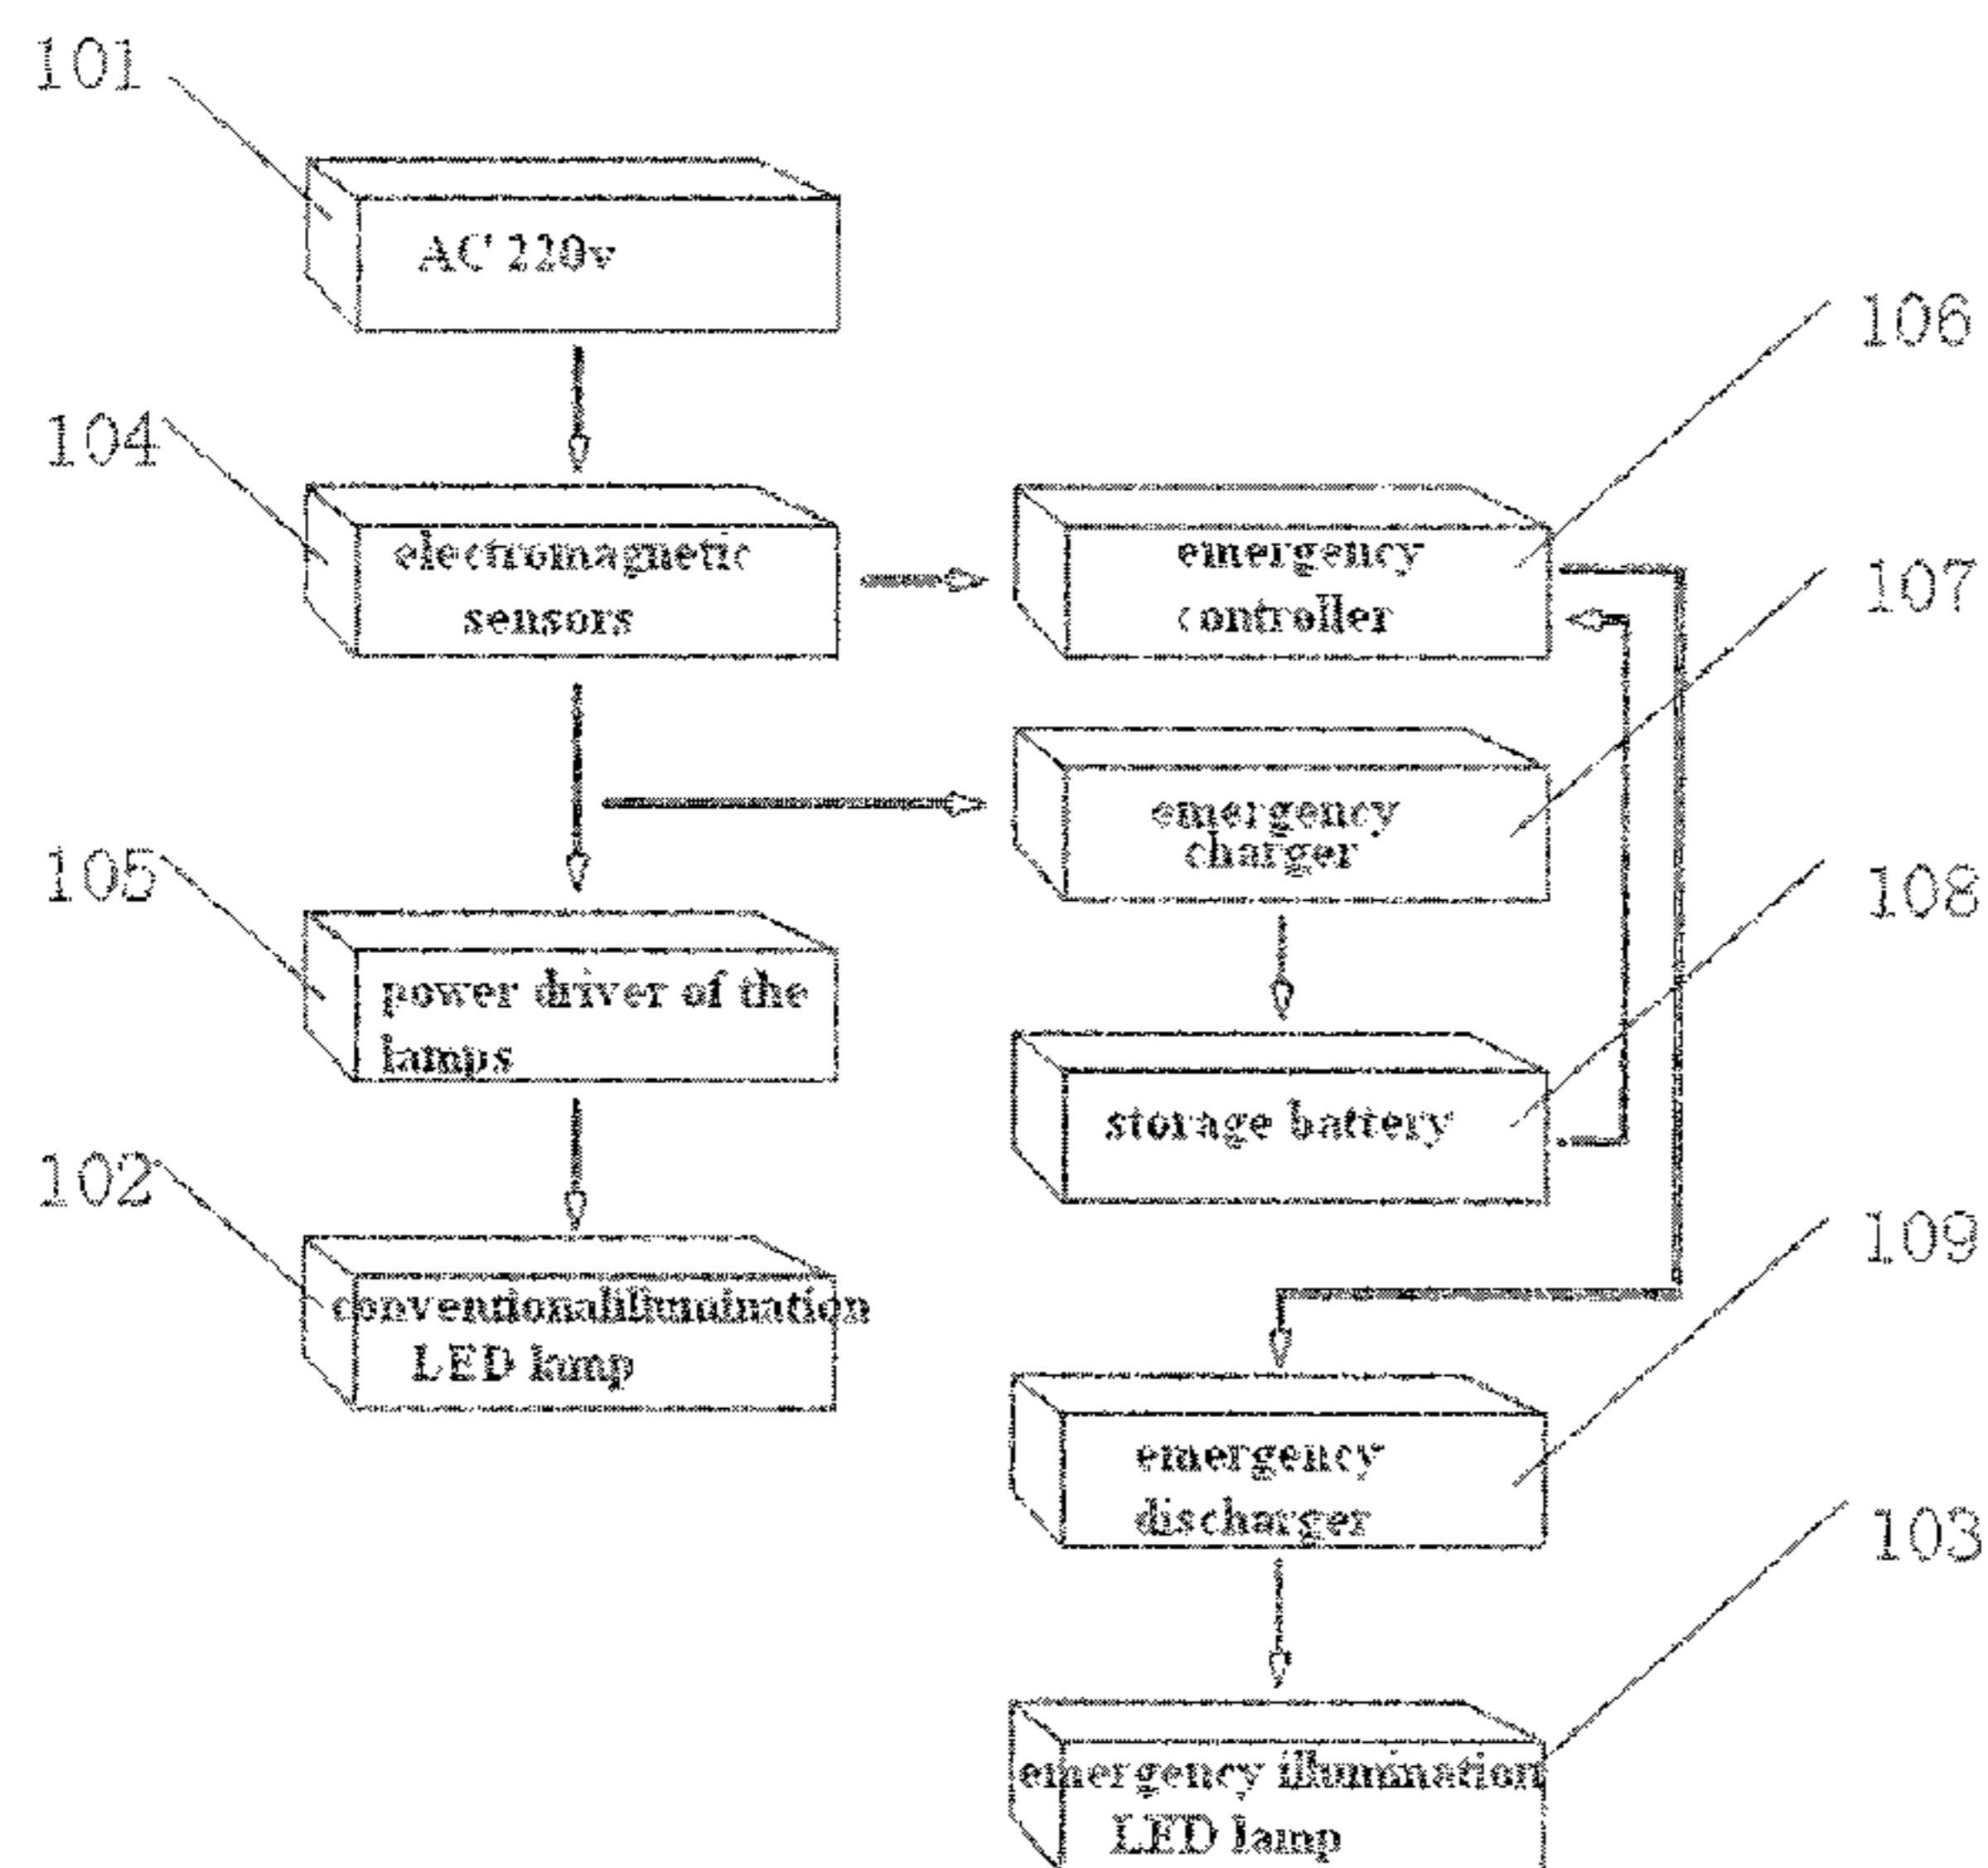 101
AC 220v
106
104
electromagnetic
sensors
emergency
controller
107
emergency
charger
105
power driver of the
lamps
108
storage battery
102
conventionalillumination
LED lamp
109
emergency
discharger
103
emergency illumination
LED lamp